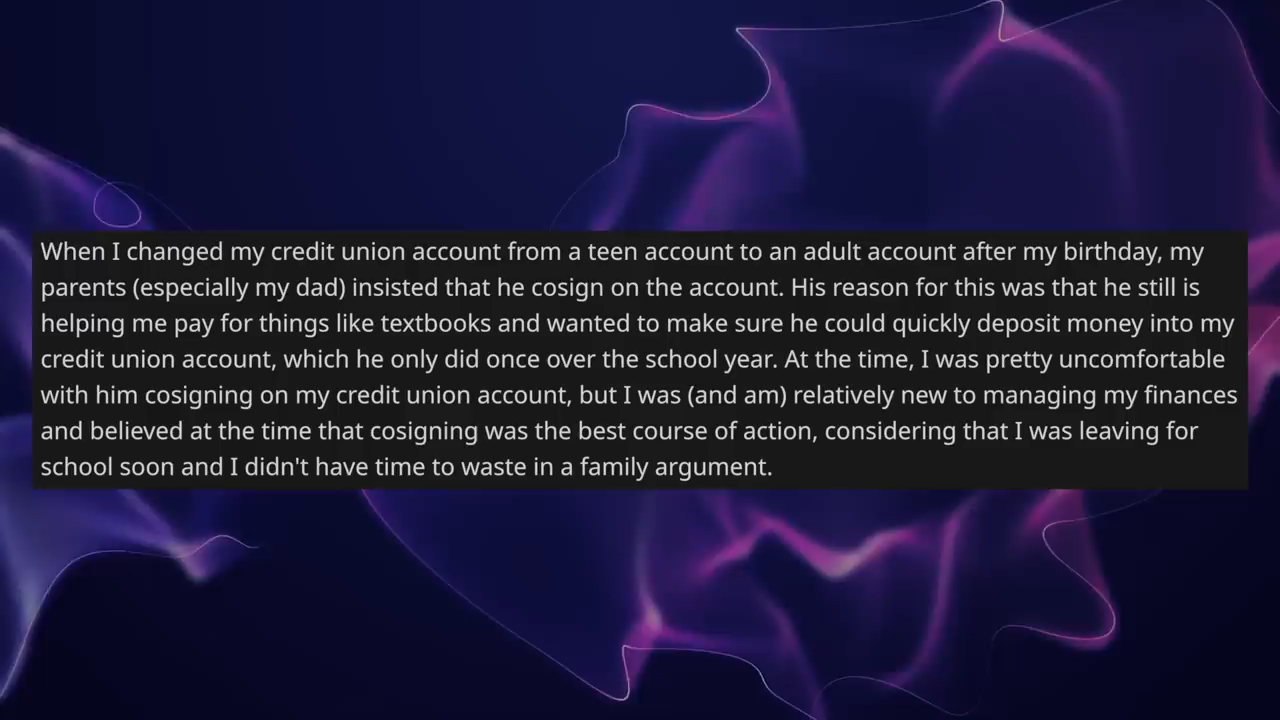 When I changed my credit union account from a teen account to an adult account after my birthday, my
parents (especially my dad) insisted that he cosign on the account. His reason for this was that he still is
helping me pay for things like textbooks and wanted to make sure he could quickly deposit money into my
credit union account, which he only did once over the school year. At the time, I was pretty uncomfortable
with him cosigning on my credit union account, but I was (and am) relatively new to managing my finances
and believed at the time that cosigning was the best course of action, considering that I was leaving for
school soon and I didn't have time to waste in a family argument.